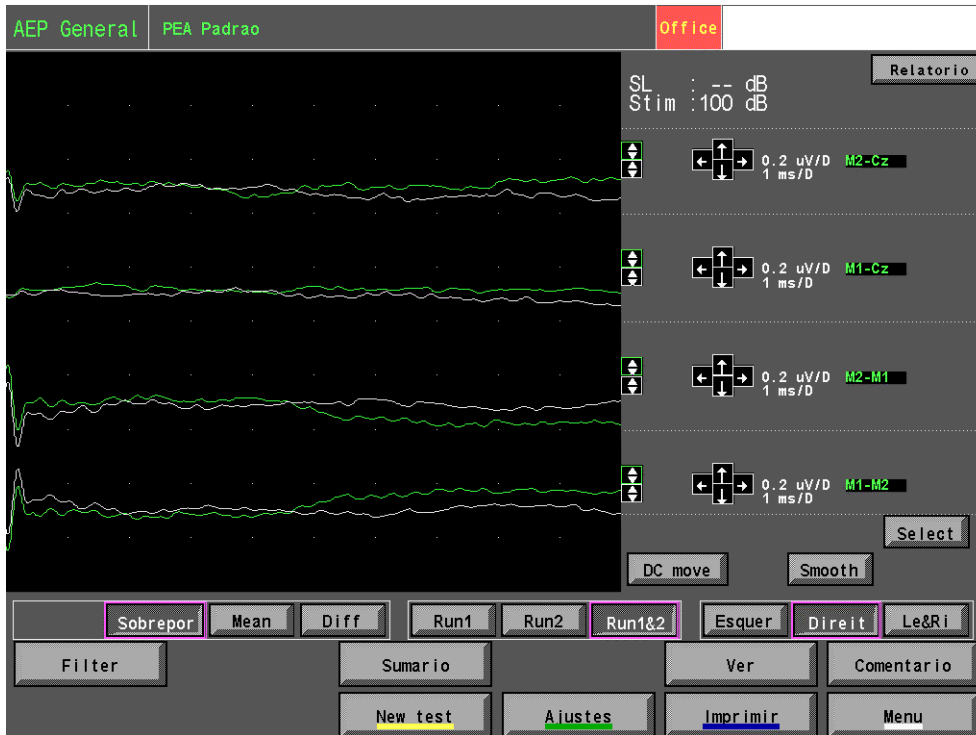 AEP General PEA Padrao Office
Relatorio
SL : -- dB
Stim :100 dB
0.2 uV/D M2-Cz
1 ms/D
0.2 uV/D M1-Cz
1 ms/D
0.2 uV/D M2-M1
1 ms/D
0.2 uV/D M1-M2
1 ms/D
Select
DC move Smooth
Sobrepor Mean Diff Run1 Run2 Run1&2 Esquer Direit Le&Ri
Filter Sumario Ver Comentario
New test Ajustes Imprimir Menu